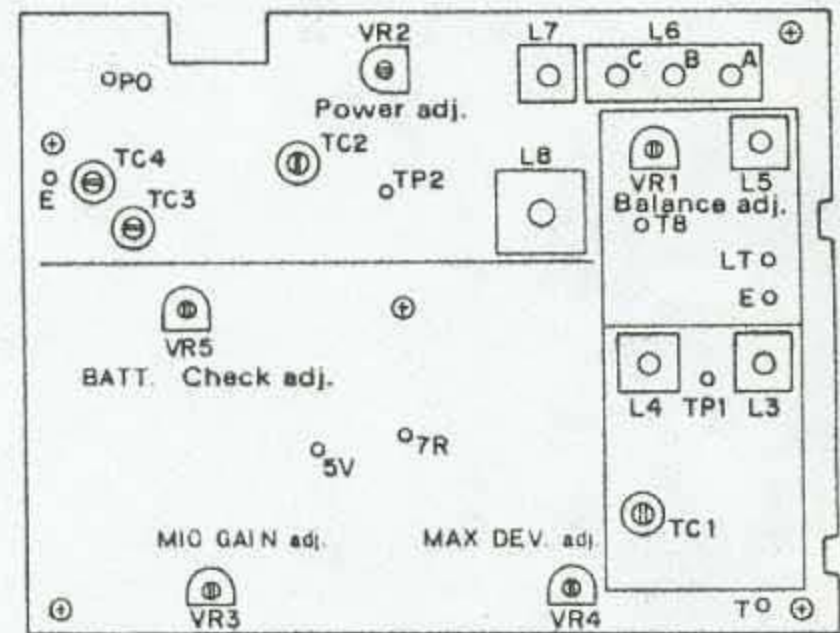 VR2 L7 L6
C B A
PO
Power adj.
TC4 TC2
L8
E TP2 VR1 L5
TC3
Balance adj.
T8
LT
E
VR5
BATT. Check adj.
L4 TP1 L3
7R
5V
TC1
MIC GAIN adj. MAX DEV. adj.
VR3 VR4 T